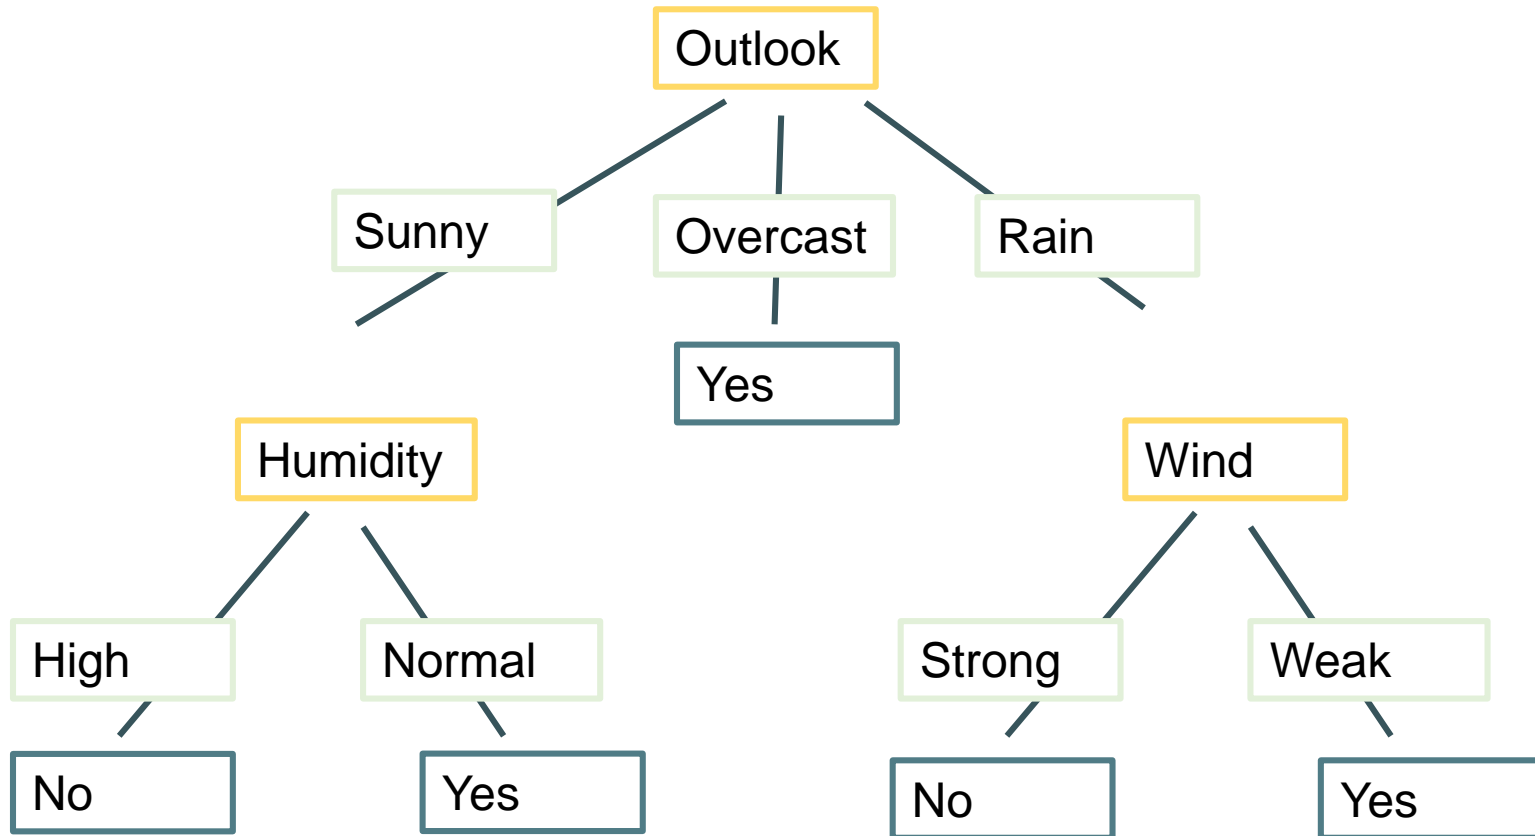 Outlook
Sunny
Overcast
Rain
Yes
Humidity
Wind
High
Normal
Strong
Weak
No
Yes
No
Yes